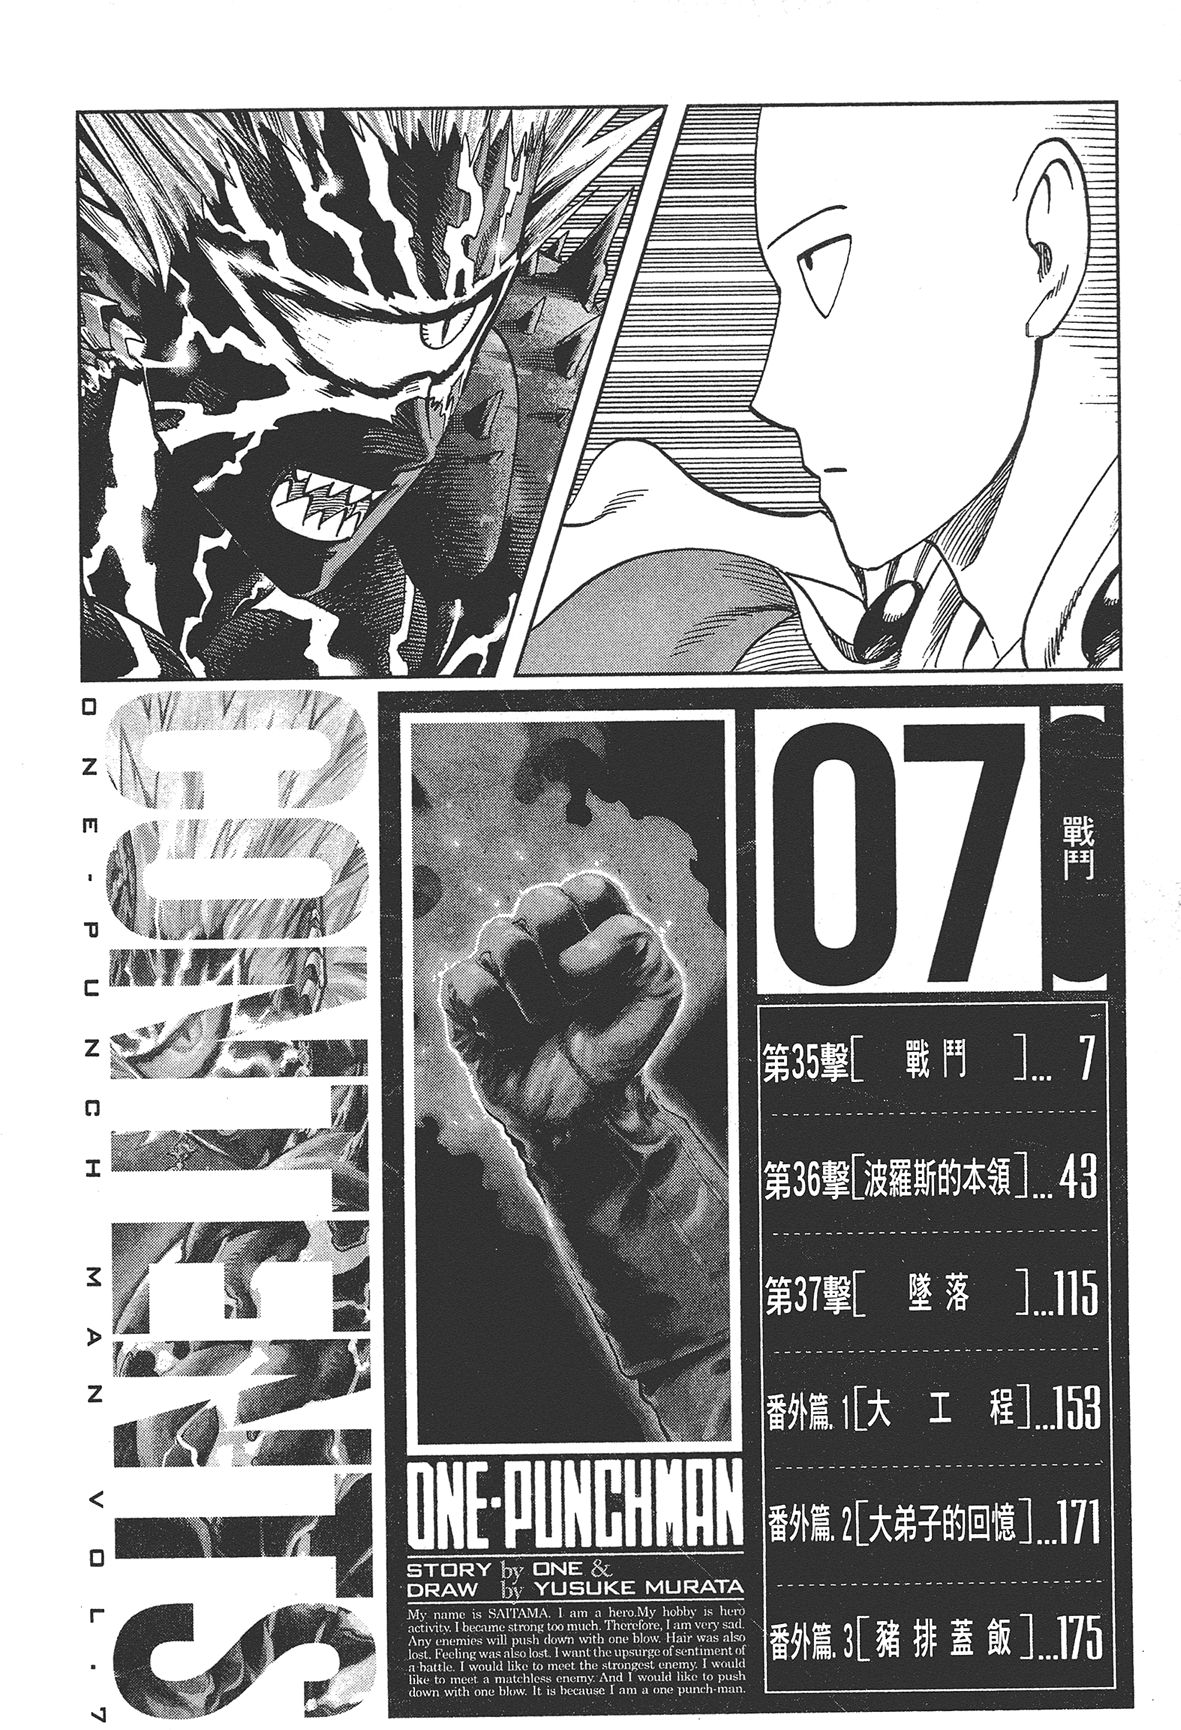 CONTENTS
ONE-PUNCH MAN VOL.7
07
戰鬥
第35擊[ 戰鬥 ]...7
第36擊[波羅斯的本領]...43
第37擊[ 墜落 ]...115
番外篇.1[大工程]...153
番外篇.2[大弟子的回憶]...171
番外篇.3[豬排蓋飯]...175
ONE-PUNCHMAN
STORY by ONE &
DRAW by YUSUKE MURATA
My name is SAITAMA. I am a hero.My hobby is hero
activity. I became strong too much. Therefore, I am very sad.
Any enemies will push down with one blow. Hair was also
lost. Feeling was also lost. I want the upsurge of sentiment of
a battle. I would like to meet the strongest enemy. I would
like to meet a matchless enemy. And I would like to push
down with one blow. It is because I am a one punch-man.